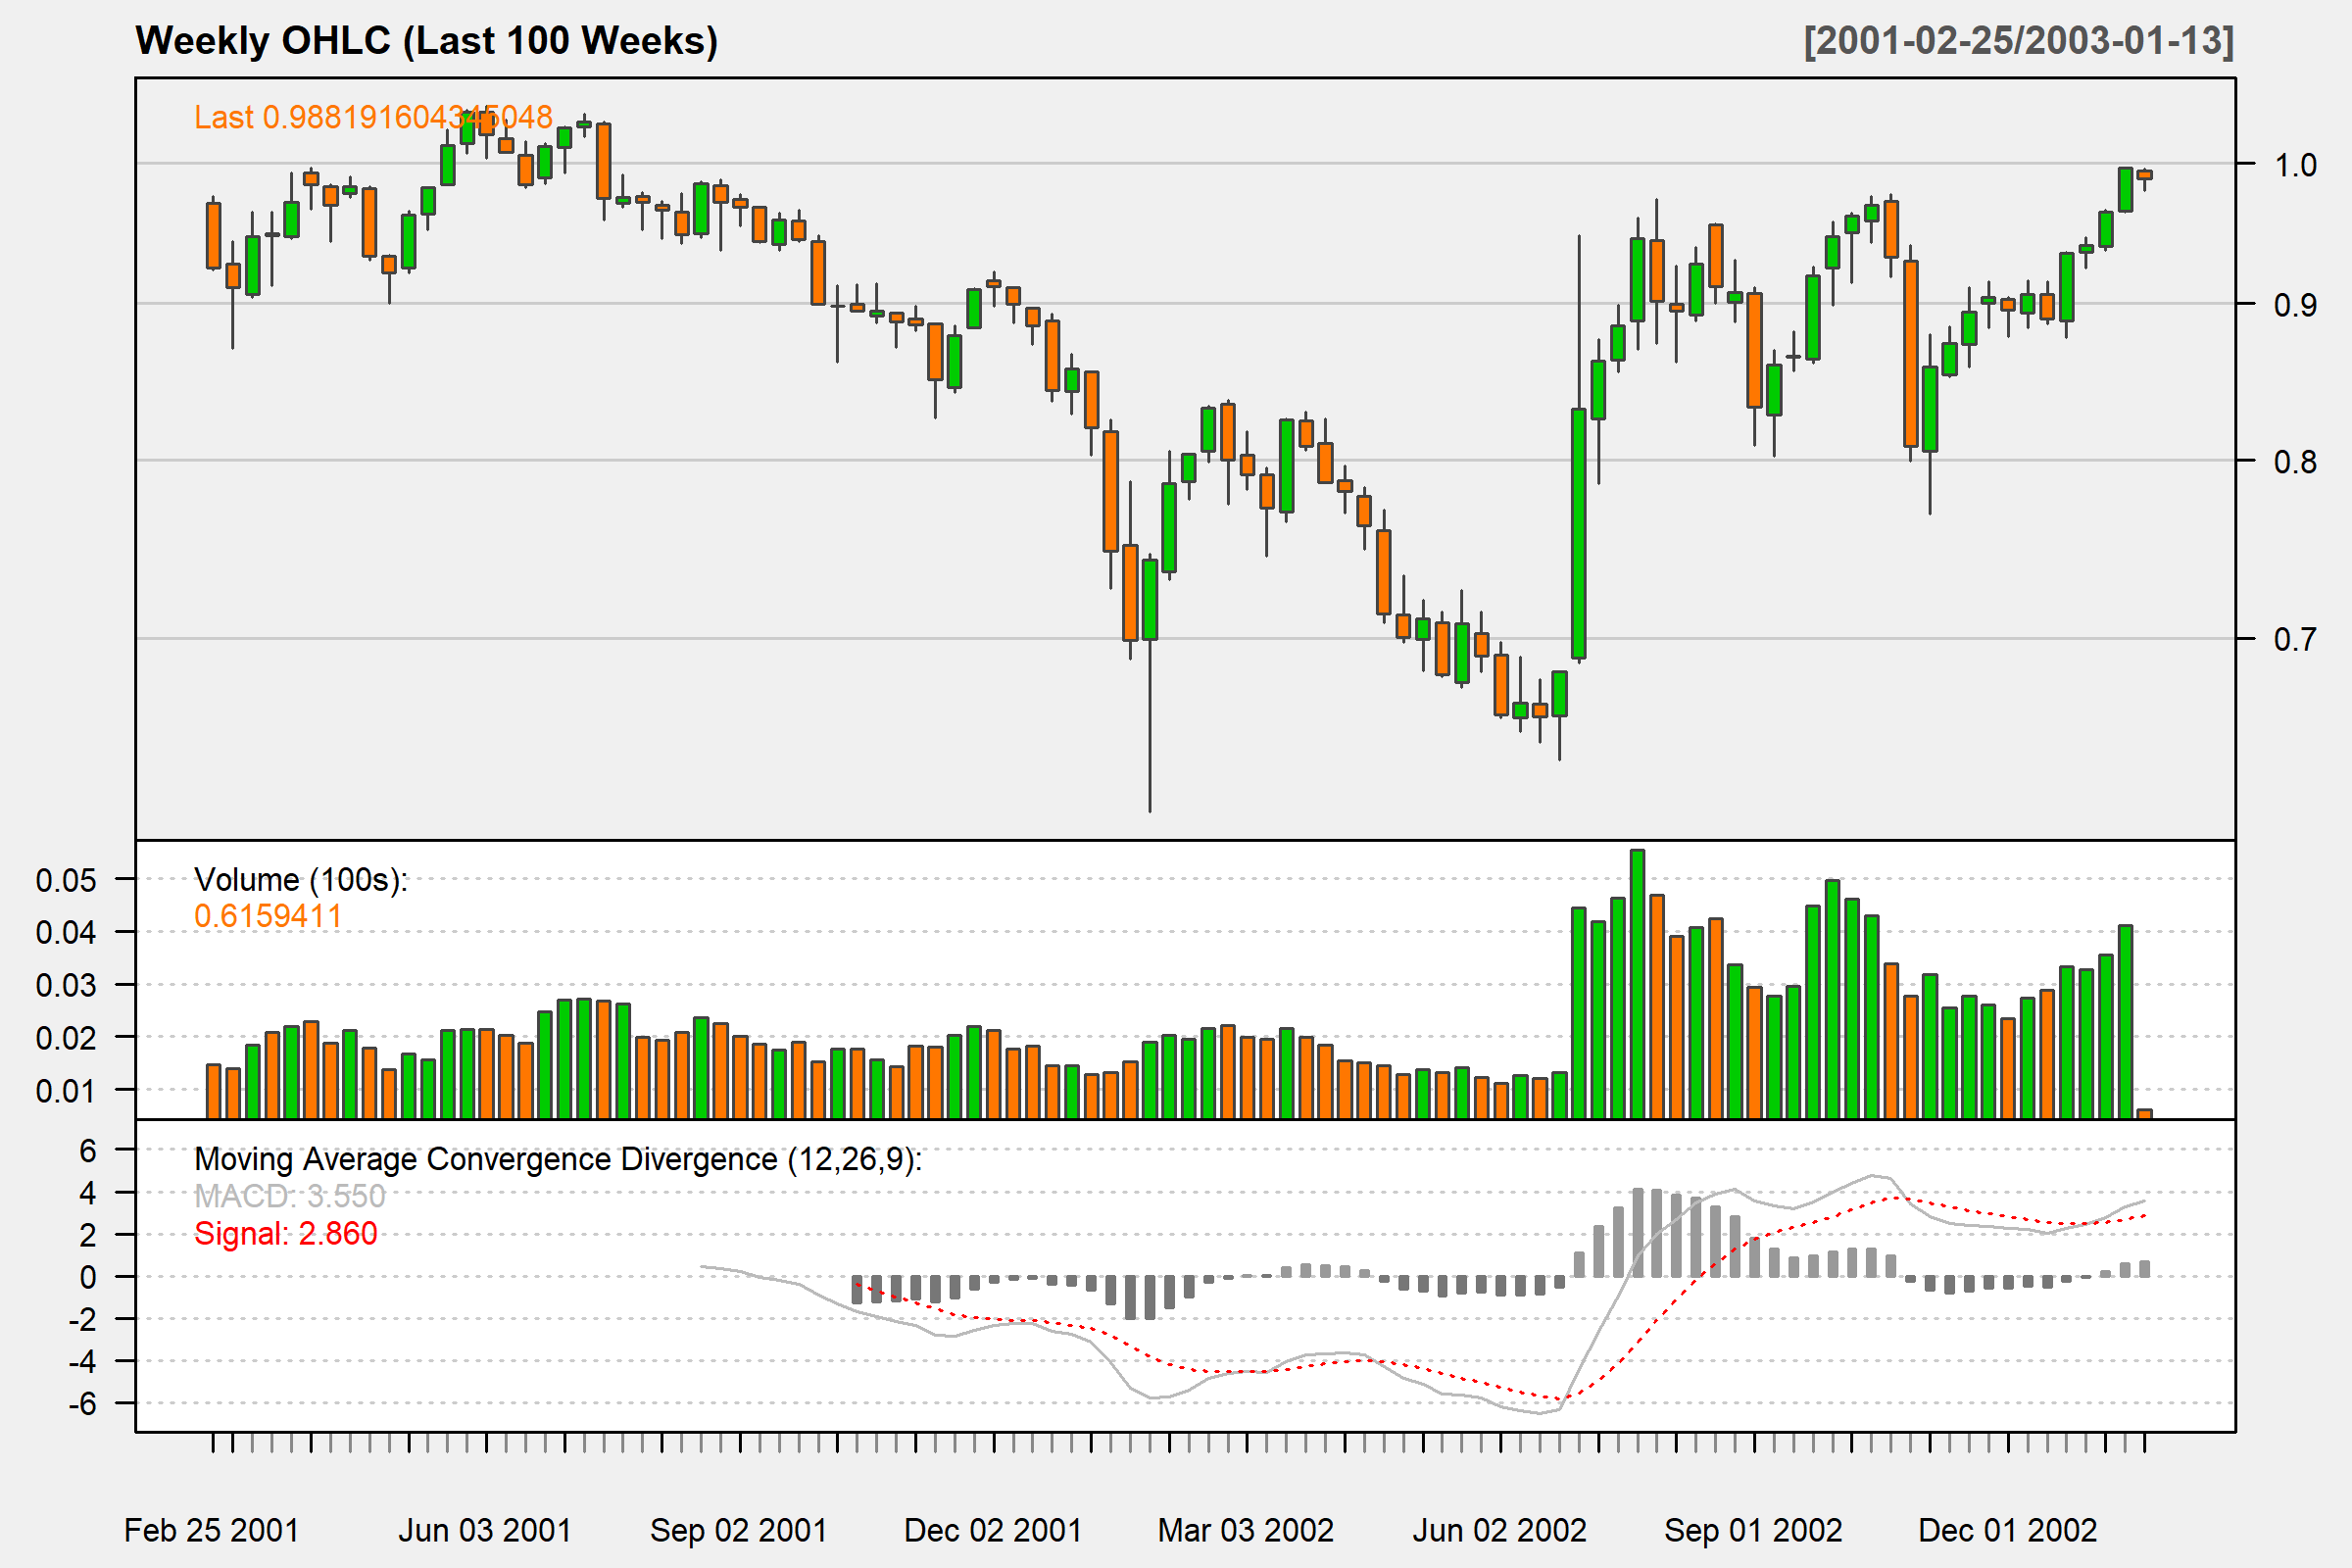 Weekly OHLC (Last 100 Weeks) [2001-02-25/2003-01-13]
Last 0.988191604345048
1.0
0.9
0.8
0.7
Volume (100s):
0.6159411
0.05
0.04
0.03
0.02
0.01
Moving Average Convergence Divergence (12,26,9):
MACD: 3.550
Signal: 2.860
6
4
2
0
-2
-4
-6
Feb 25 2001 Jun 03 2001 Sep 02 2001 Dec 02 2001 Mar 03 2002 Jun 02 2002 Sep 01 2002 Dec 01 2002